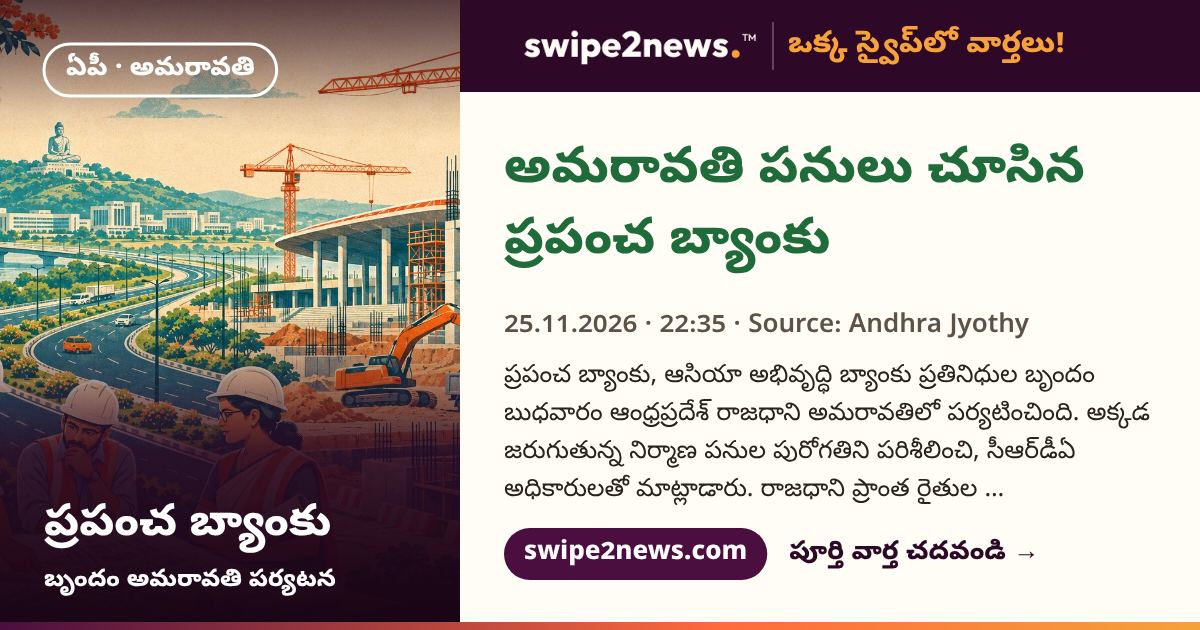 ఏపీ · అమరావతి
ప్రపంచ బ్యాంకు
బృందం అమరావతి పర్యటన
swipe2news.™ | ఒక్క స్వైప్‌లో వార్తలు!
అమరావతి పనులు చూసిన
ప్రపంచ బ్యాంకు
25.11.2026 · 22:35 · Source: Andhra Jyothy
ప్రపంచ బ్యాంకు, ఆసియా అభివృద్ధి బ్యాంకు ప్రతినిధుల బృందం
బుధవారం ఆంధ్రప్రదేశ్ రాజధాని అమరావతిలో పర్యటించింది. అక్కడ
జరుగుతున్న నిర్మాణ పనుల పురోగతిని పరిశీలించి, సీఆర్‌డీఏ
అధికారులతో మాట్లాడారు. రాజధాని ప్రాంత రైతుల ...
swipe2news.com పూర్తి వార్త చదవండి →